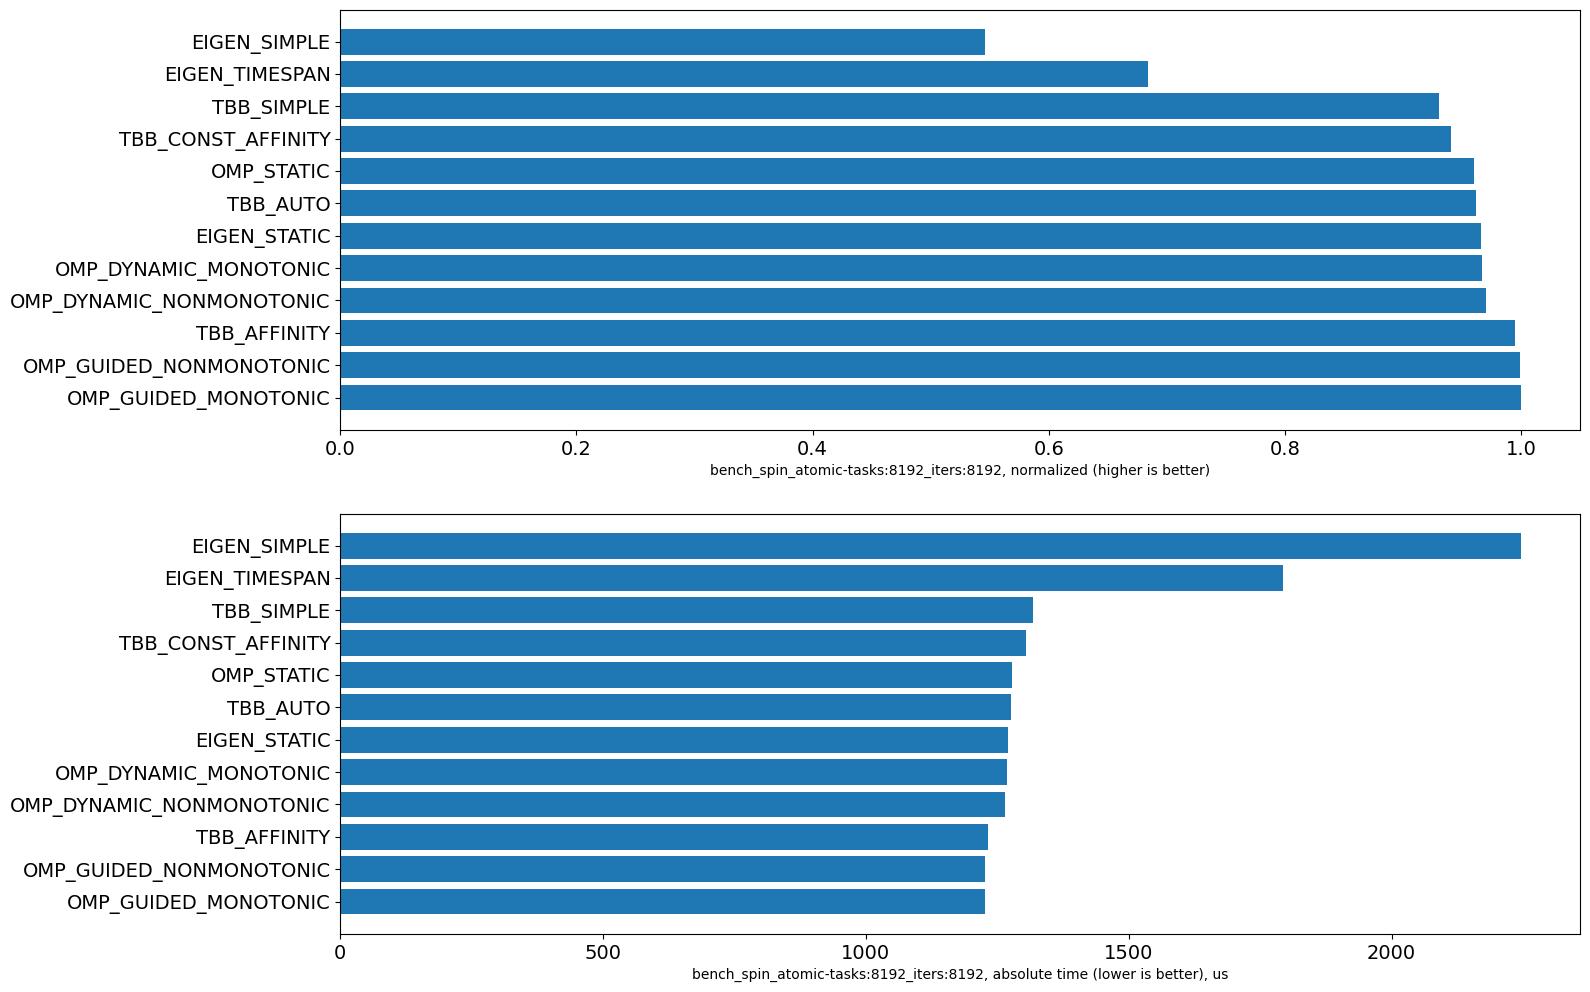 EIGEN_SIMPLE
EIGEN_TIMESPAN
TBB_SIMPLE
TBB_CONST_AFFINITY
OMP_STATIC
TBB_AUTO
EIGEN_STATIC
OMP_DYNAMIC_MONOTONIC
OMP_DYNAMIC_NONMONOTONIC
TBB_AFFINITY
OMP_GUIDED_NONMONOTONIC
OMP_GUIDED_MONOTONIC
0.0 0.2 0.4 0.6 0.8 1.0
bench_spin_atomic-tasks:8192_iters:8192, normalized (higher is better)
EIGEN_SIMPLE
EIGEN_TIMESPAN
TBB_SIMPLE
TBB_CONST_AFFINITY
OMP_STATIC
TBB_AUTO
EIGEN_STATIC
OMP_DYNAMIC_MONOTONIC
OMP_DYNAMIC_NONMONOTONIC
TBB_AFFINITY
OMP_GUIDED_NONMONOTONIC
OMP_GUIDED_MONOTONIC
0 500 1000 1500 2000
bench_spin_atomic-tasks:8192_iters:8192, absolute time (lower is better), us